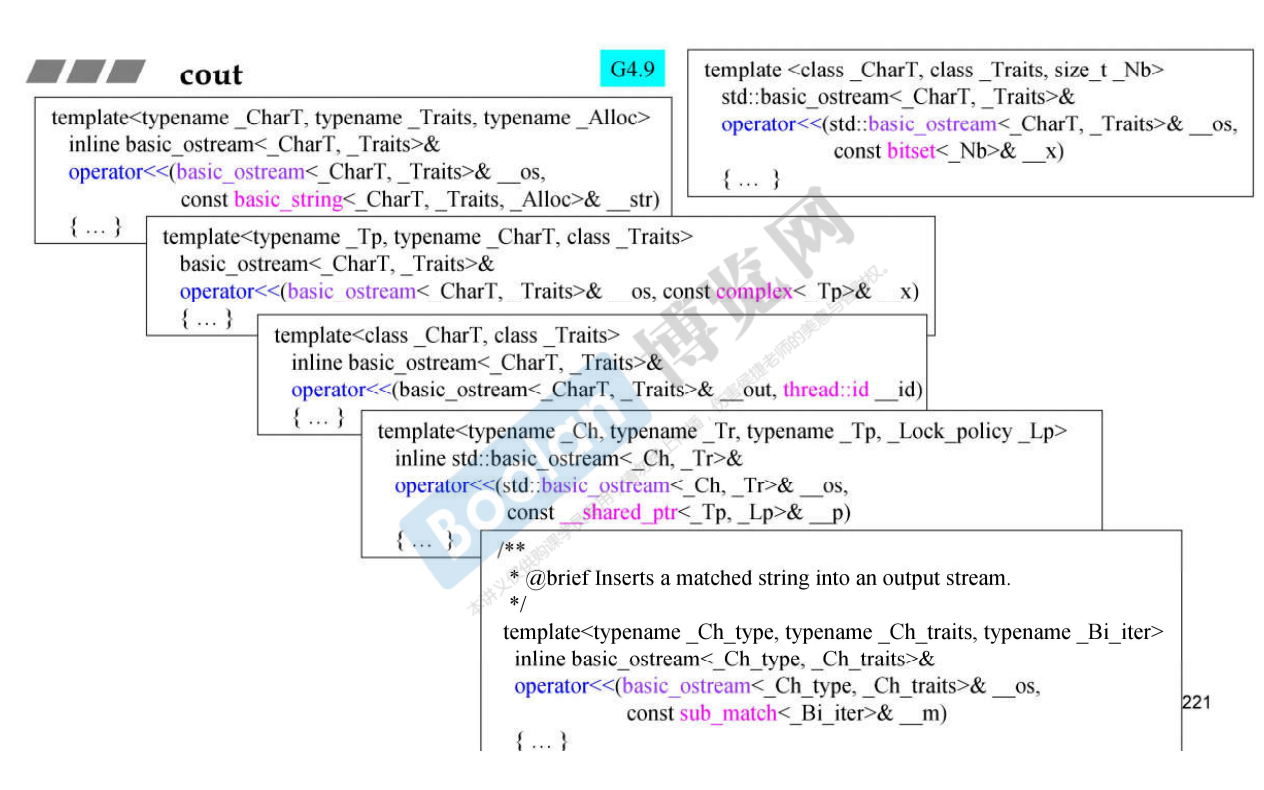 cout
G4.9
template<typename _CharT, typename _Traits, typename _Alloc>
inline basic_ostream<_CharT, _Traits>&
operator<<(basic_ostream<_CharT, _Traits>& __os,
const basic_string<_CharT, _Traits, _Alloc>& __str)
{ ... }
template <class _CharT, class _Traits, size_t _Nb>
std::basic_ostream<_CharT, _Traits>&
operator<<(std::basic_ostream<_CharT, _Traits>& __os,
const bitset<_Nb>& __x)
{ ... }
template<typename _Tp, typename _CharT, class _Traits>
basic_ostream<_CharT, _Traits>&
operator<<(basic_ostream<_CharT, _Traits>& __os, const complex<_Tp>& __x)
{ ... }
template<class _CharT, class _Traits>
inline basic_ostream<_CharT, _Traits>&
operator<<(basic_ostream<_CharT, _Traits>& __out, thread::id __id)
{ ... }
template<typename _Ch, typename _Tr, typename _Tp, _Lock_policy _Lp>
inline std::basic_ostream<_Ch, _Tr>&
operator<<(std::basic_ostream<_Ch, _Tr>& __os,
const __shared_ptr<_Tp, _Lp>& __p)
{ ... }
/**
* @brief Inserts a matched string into an output stream.
*/
template<typename _Ch_type, typename _Ch_traits, typename _Bi_iter>
inline basic_ostream<_Ch_type, _Ch_traits>&
operator<<(basic_ostream<_Ch_type, _Ch_traits>& __os,
const sub_match<_Bi_iter>& __m)
{ ... }
221
Boolan 博览网